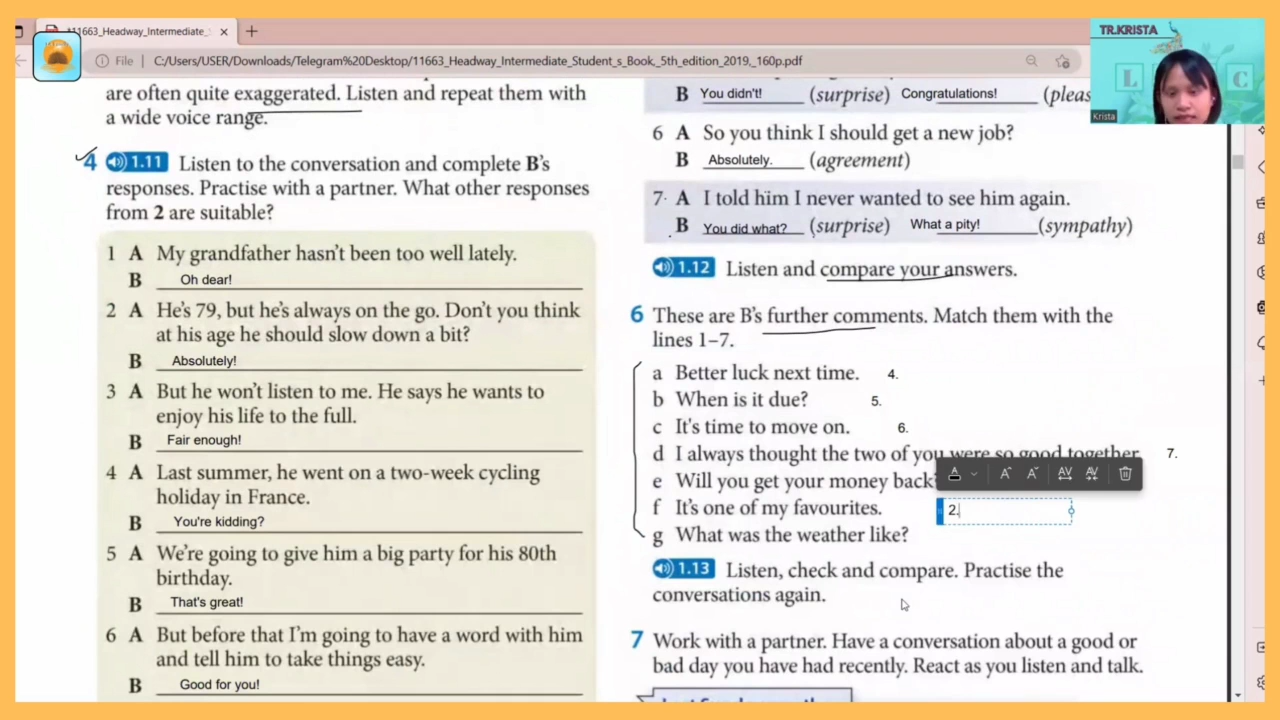 11663_Headway_Intermediate_
File C:/Users/USER/Downloads/Telegram%20Desktop/11663_Headway_Intermediate_Student_s_Book,_5th_edition_2019,_160p.pdf
TR.KRISTA
L C
Krista
are often quite exaggerated. Listen and repeat them with
a wide voice range.
4 1.11 Listen to the conversation and complete B's
responses. Practise with a partner. What other responses
from 2 are suitable?
1 A My grandfather hasn't been too well lately.
B Oh dear!
2 A He's 79, but he's always on the go. Don't you think
at his age he should slow down a bit?
B Absolutely!
3 A But he won't listen to me. He says he wants to
enjoy his life to the full.
B Fair enough!
4 A Last summer, he went on a two-week cycling
holiday in France.
B You're kidding?
5 A We're going to give him a big party for his 80th
birthday.
B That's great!
6 A But before that I'm going to have a word with him
and tell him to take things easy.
B Good for you!
B You didn't! (surprise) Congratulations! (pleas
6 A So you think I should get a new job?
B Absolutely. (agreement)
7 A I told him I never wanted to see him again.
B You did what? (surprise) What a pity! (sympathy)
1.12 Listen and compare your answers.
6 These are B's further comments. Match them with the
lines 1–7.
a Better luck next time. 4.
b When is it due? 5.
c It's time to move on. 6.
d I always thought the two of you were so good together. 7.
e Will you get your money back
f It's one of my favourites. 2.
g What was the weather like?
1.13 Listen, check and compare. Practise the
conversations again.
7 Work with a partner. Have a conversation about a good or
bad day you have had recently. React as you listen and talk.